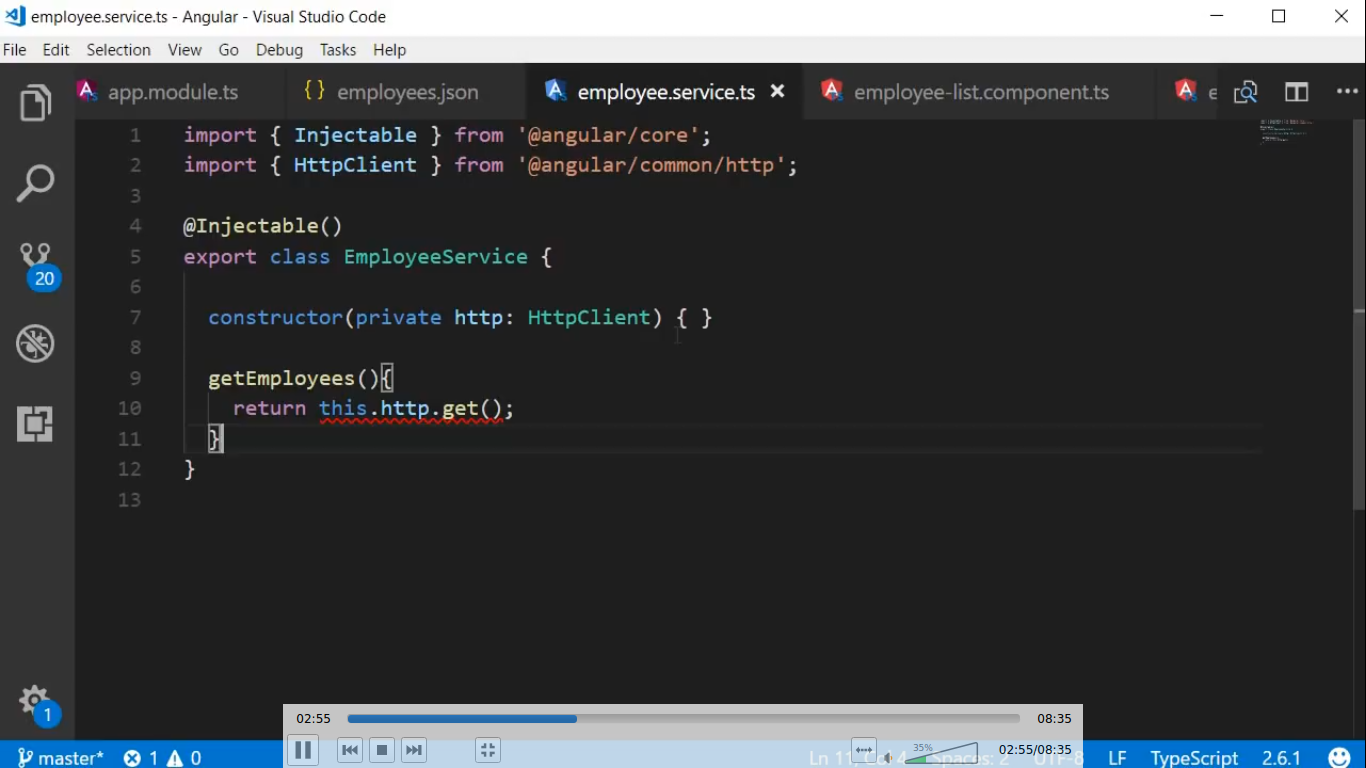 employee.service.ts - Angular - Visual Studio Code
File Edit Selection View Go Debug Tasks Help
app.module.ts { } employees.json employee.service.ts employee-list.component.ts e
1 import { Injectable } from '@angular/core';
2 import { HttpClient } from '@angular/common/http';
3
4 @Injectable()
5 export class EmployeeService {
6
7 constructor(private http: HttpClient) { }
8
9 getEmployees(){
10 return this.http.get();
11 }
12 }
13
20
1
02:55 08:35
35% 02:55/08:35
master* 1 0 Ln 11, Col 4 Spaces: 2 UTF-8 LF TypeScript 2.6.1